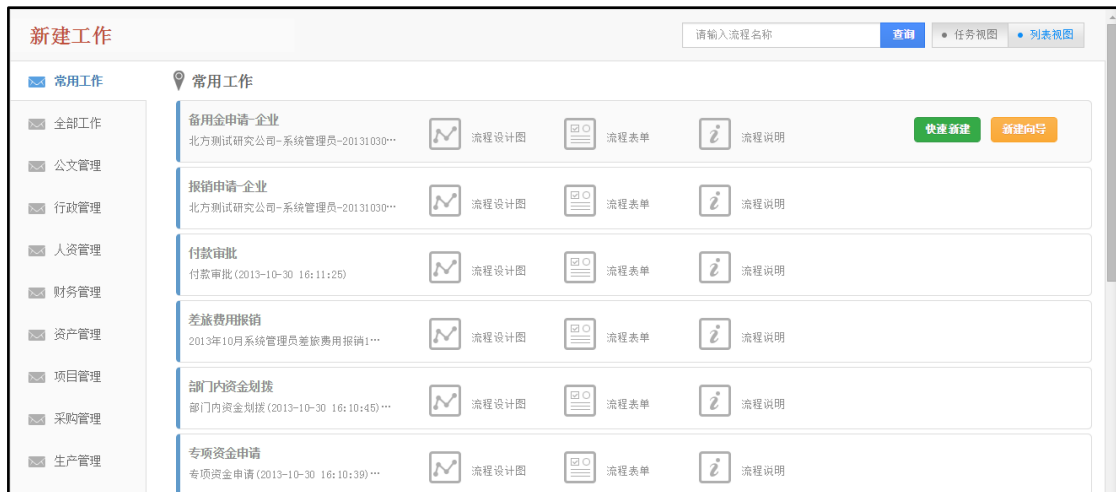 新建工作
请输入流程名称
查询
● 任务视图
● 列表视图
常用工作
全部工作
公文管理
行政管理
人资管理
财务管理
资产管理
项目管理
采购管理
生产管理
常用工作
备用金申请-企业
北方测试研究公司-系统管理员-20131030…
流程设计图
流程表单
流程说明
快速新建
新建向导
报销申请-企业
北方测试研究公司-系统管理员-20131030…
流程设计图
流程表单
流程说明
付款审批
付款审批(2013-10-30 16:11:25)
流程设计图
流程表单
流程说明
差旅费用报销
2013年10月系统管理员差旅费用报销1…
流程设计图
流程表单
流程说明
部门内资金划拨
部门内资金划拨(2013-10-30 16:10:45)…
流程设计图
流程表单
流程说明
专项资金申请
专项资金申请(2013-10-30 16:10:39)…
流程设计图
流程表单
流程说明